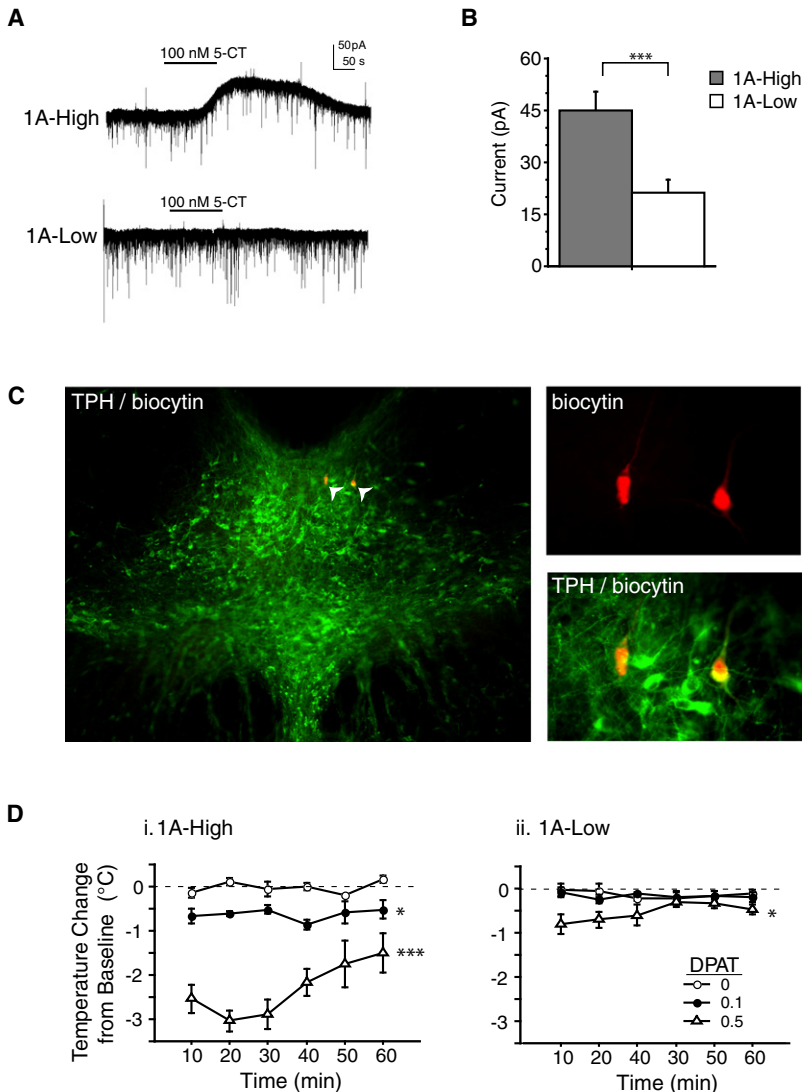 A
100 nM 5-CT
50 pA
50 s
1A-High
100 nM 5-CT
1A-Low
B
60
45
30
15
0
Current (pA)
***
1A-High
1A-Low
C
TPH / biocytin
biocytin
TPH / biocytin
D
i. 1A-High
Temperature Change
from Baseline (°C)
0
-1
-2
-3
*
***
10 20 30 40 50 60
Time (min)
ii. 1A-Low
0
-1
-2
-3
*
DPAT
0
0.1
0.5
10 20 30 40 50 60
Time (min)